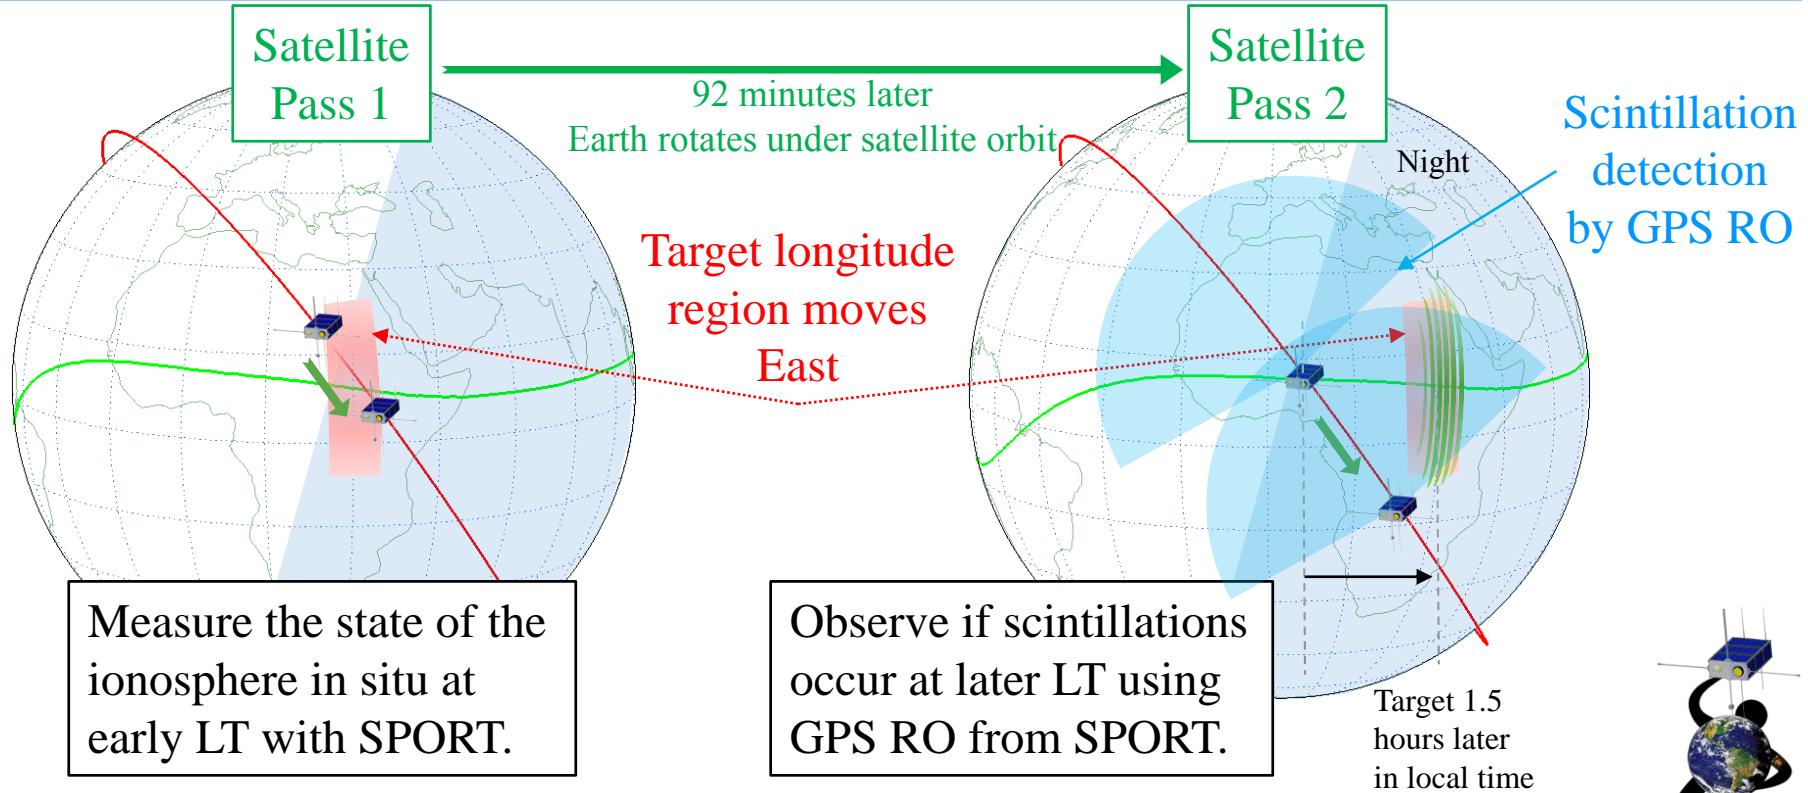 Satellite
Pass 1
92 minutes later
Earth rotates under satellite orbit
Satellite
Pass 2
Night
Scintillation
detection
by GPS RO
Target longitude
region moves
East
Measure the state of the
ionosphere in situ at
early LT with SPORT.
Observe if scintillations
occur at later LT using
GPS RO from SPORT.
Target 1.5
hours later
in local time